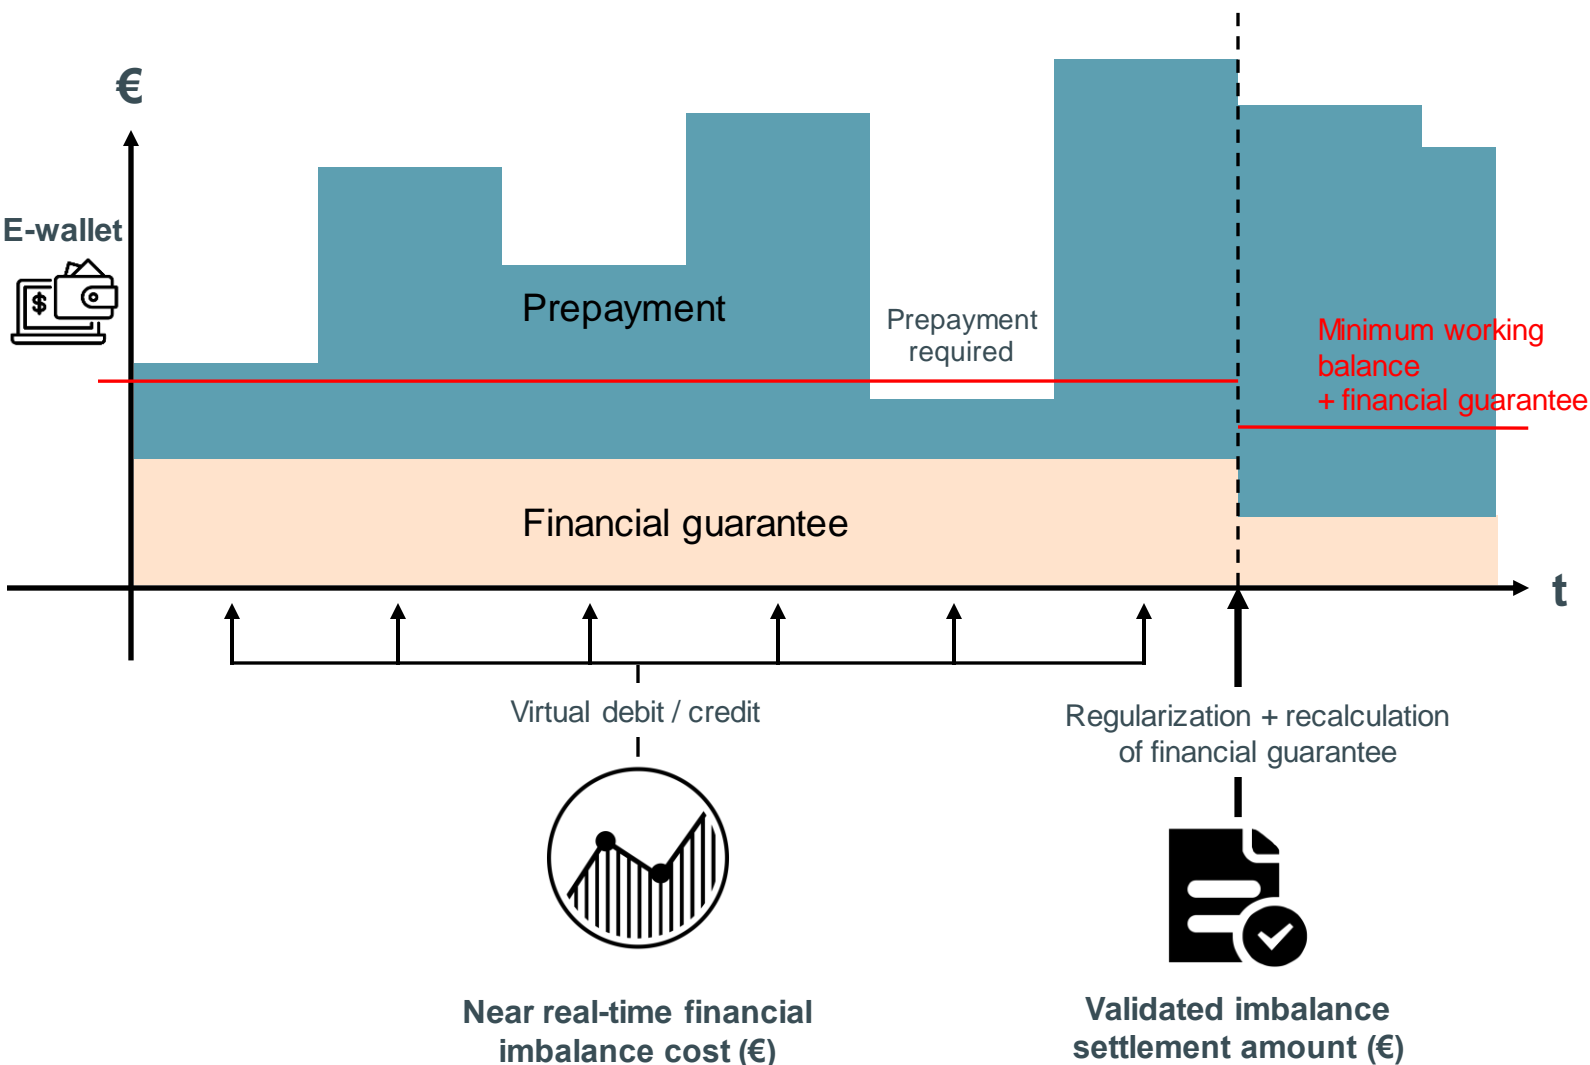 €
E-wallet
$
Prepayment
Prepayment
required
Minimum working
balance
+ financial guarantee
Financial guarantee
t
Virtual debit / credit
Regularization + recalculation
of financial guarantee
Near real-time financial
imbalance cost (€)
Validated imbalance
settlement amount (€)